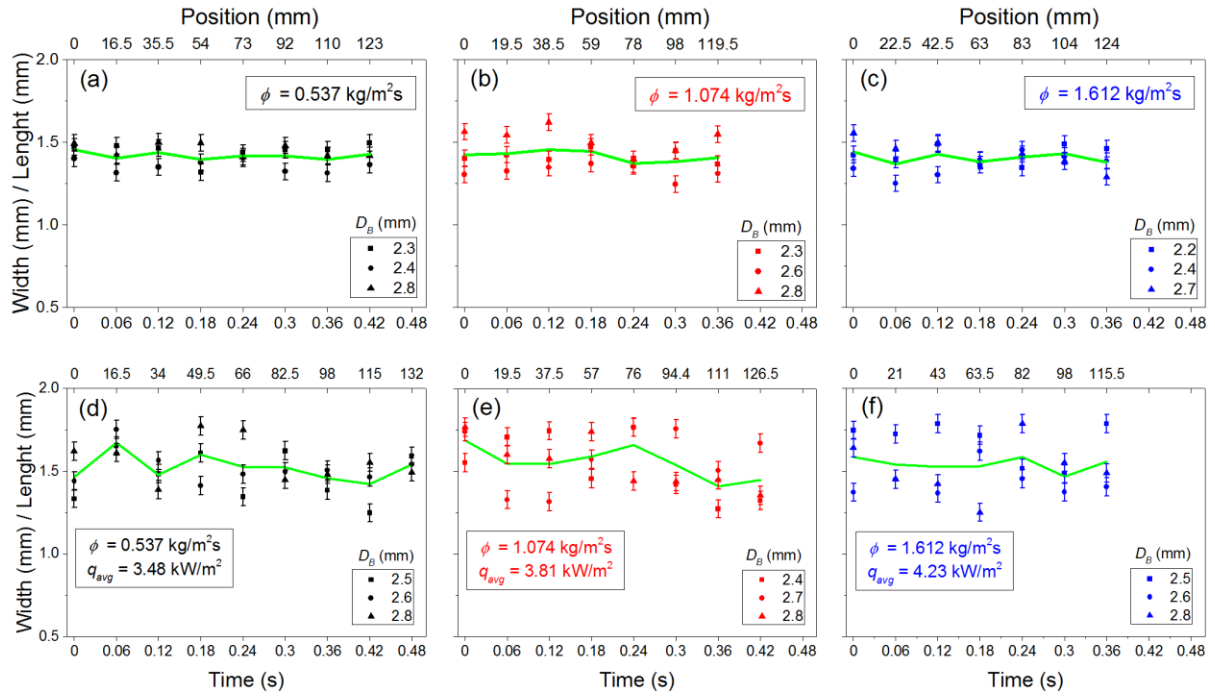 Position (mm) Position (mm) Position (mm)
0 16.5 35.5 54 73 92 110 123
0 19.5 38.5 59 78 98 119.5
0 22.5 42.5 63 83 104 124
Width (mm) / Lenght (mm)
2.0
1.5
1.0
0.5
(a)
ϕ = 0.537 kg/m²s
D_B (mm)
2.3
2.4
2.8
0 0.06 0.12 0.18 0.24 0.3 0.36 0.42 0.48
(b)
ϕ = 1.074 kg/m²s
D_B (mm)
2.3
2.6
2.8
0 0.06 0.12 0.18 0.24 0.3 0.36 0.42 0.48
(c)
ϕ = 1.612 kg/m²s
D_B (mm)
2.2
2.4
2.7
0 0.06 0.12 0.18 0.24 0.3 0.36 0.42 0.48
0 16.5 34 49.5 66 82.5 98 115 132
0 19.5 37.5 57 76 94.4 111 126.5
0 21 43 63.5 82 98 115.5
Width (mm) / Lenght (mm)
2.0
1.5
1.0
0.5
(d)
ϕ = 0.537 kg/m²s
q_avg = 3.48 kW/m²
D_B (mm)
2.5
2.6
2.8
0 0.06 0.12 0.18 0.24 0.3 0.36 0.42 0.48
(e)
ϕ = 1.074 kg/m²s
q_avg = 3.81 kW/m²
D_B (mm)
2.4
2.7
2.8
0 0.06 0.12 0.18 0.24 0.3 0.36 0.42 0.48
(f)
ϕ = 1.612 kg/m²s
q_avg = 4.23 kW/m²
D_B (mm)
2.5
2.6
2.8
0 0.06 0.12 0.18 0.24 0.3 0.36 0.42 0.48
Time (s) Time (s) Time (s)